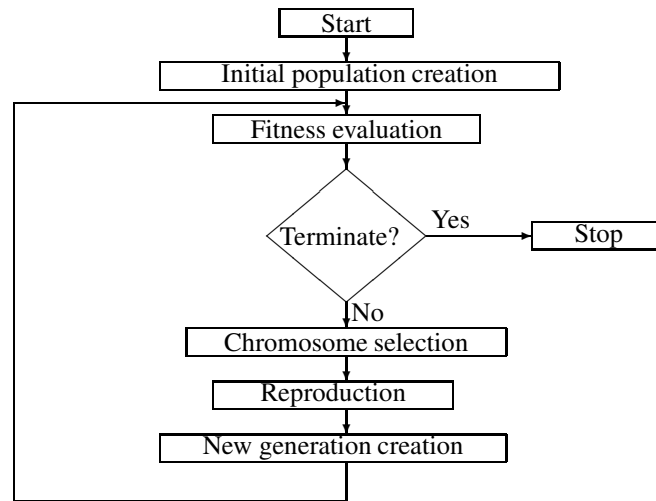 Start
Initial population creation
Fitness evaluation
Terminate?
Yes
Stop
No
Chromosome selection
Reproduction
New generation creation